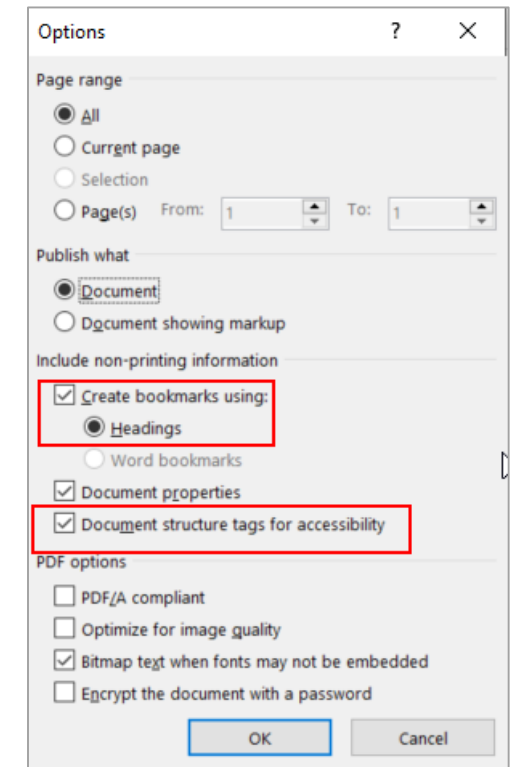 Options ?
Page range
All
Current page
Selection
Page(s) From: 1 To: 1
Publish what
Document
Document showing markup
Include non-printing information
Create bookmarks using:
Headings
Word bookmarks
Document properties
Document structure tags for accessibility
PDF options
PDF/A compliant
Optimize for image quality
Bitmap text when fonts may not be embedded
Encrypt the document with a password
OK Cancel